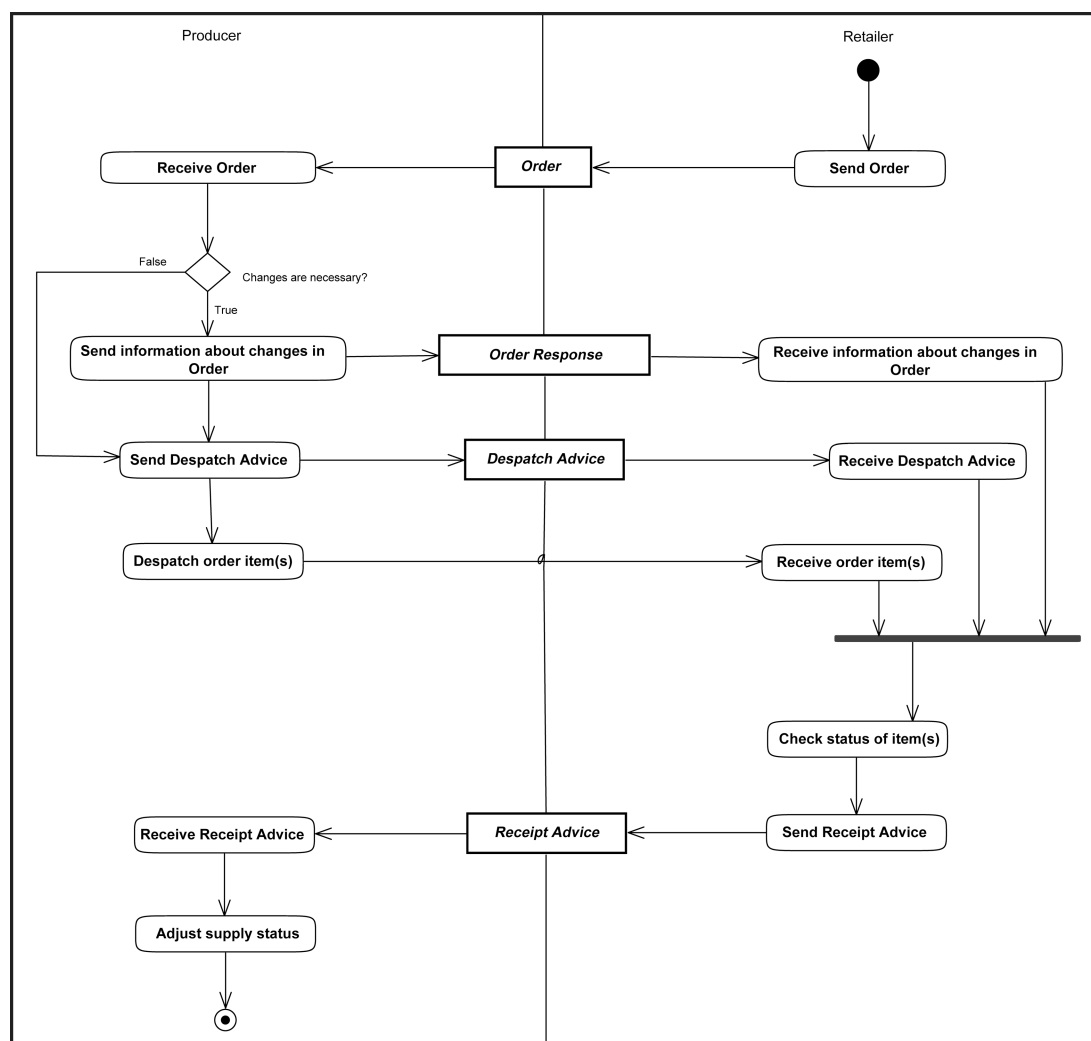 Producer
Retailer
Receive Order
Order
Send Order
False
Changes are necessary?
True
Send information about changes in
Order
Order Response
Receive information about changes in
Order
Send Despatch Advice
Despatch Advice
Receive Despatch Advice
Despatch order item(s)
Receive order item(s)
Check status of item(s)
Receive Receipt Advice
Receipt Advice
Send Receipt Advice
Adjust supply status